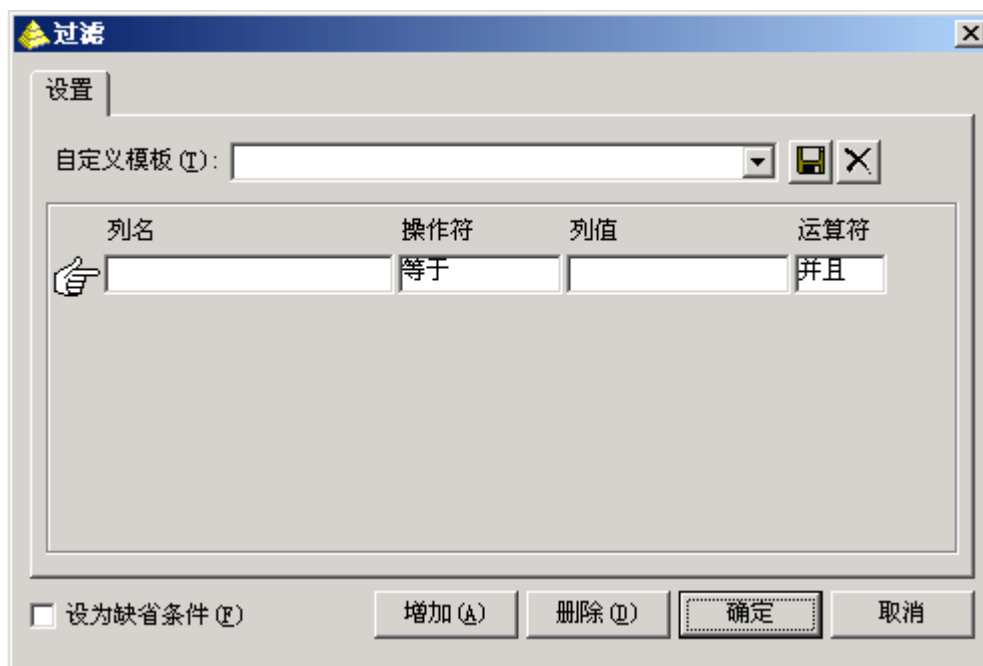 过滤
设置
自定义模板(T):
列名 操作符 列值 运算符
等于 并且
设为缺省条件(F) 增加(A) 删除(D) 确定 取消